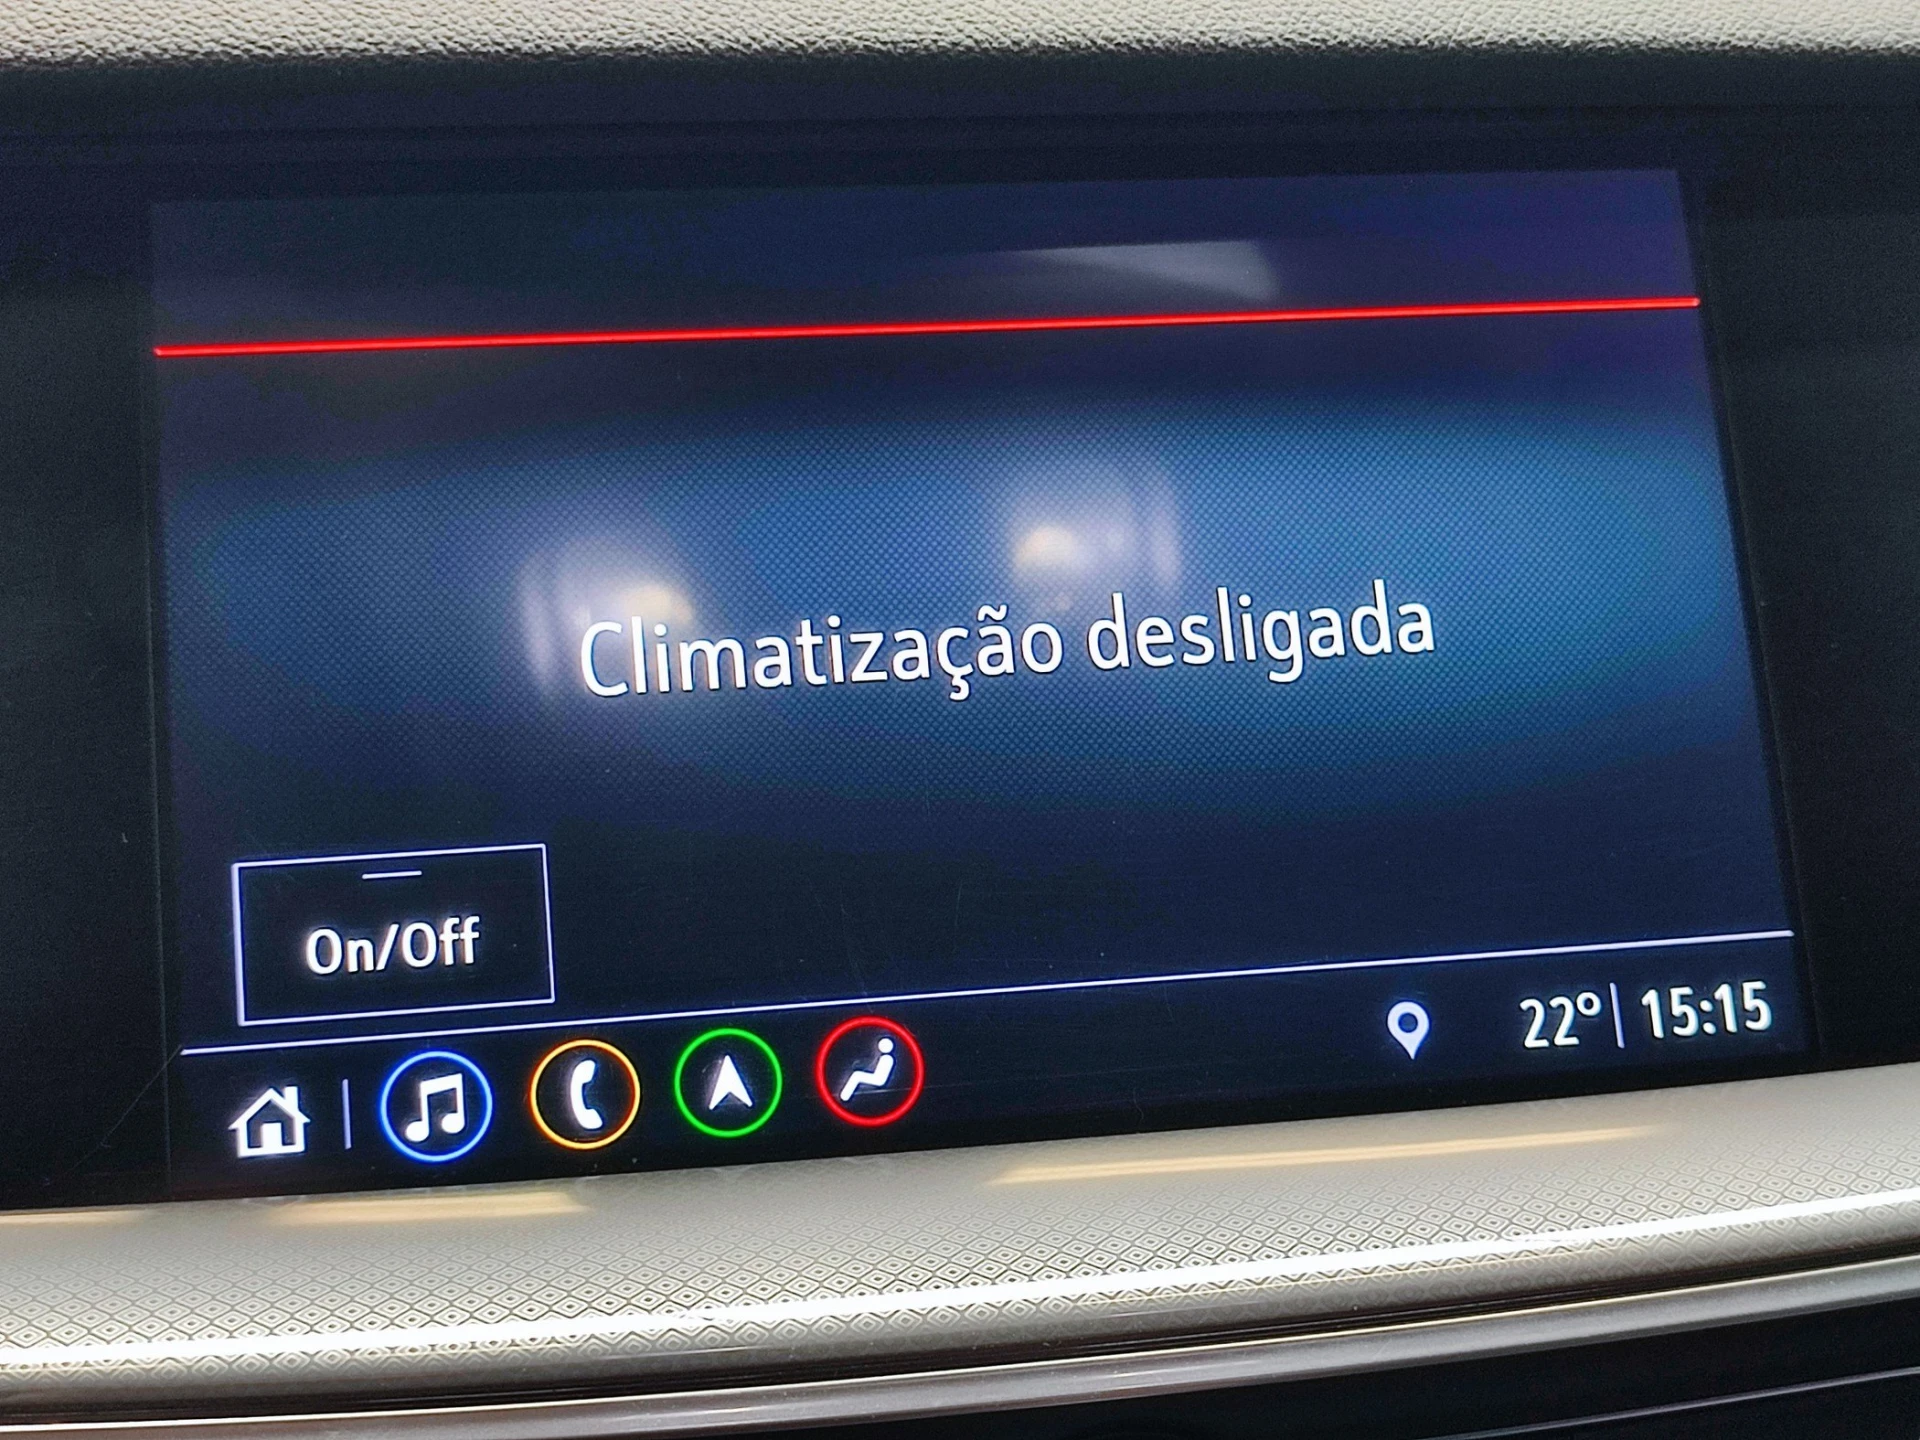 Climatização desligada
On/Off
22° 15:15